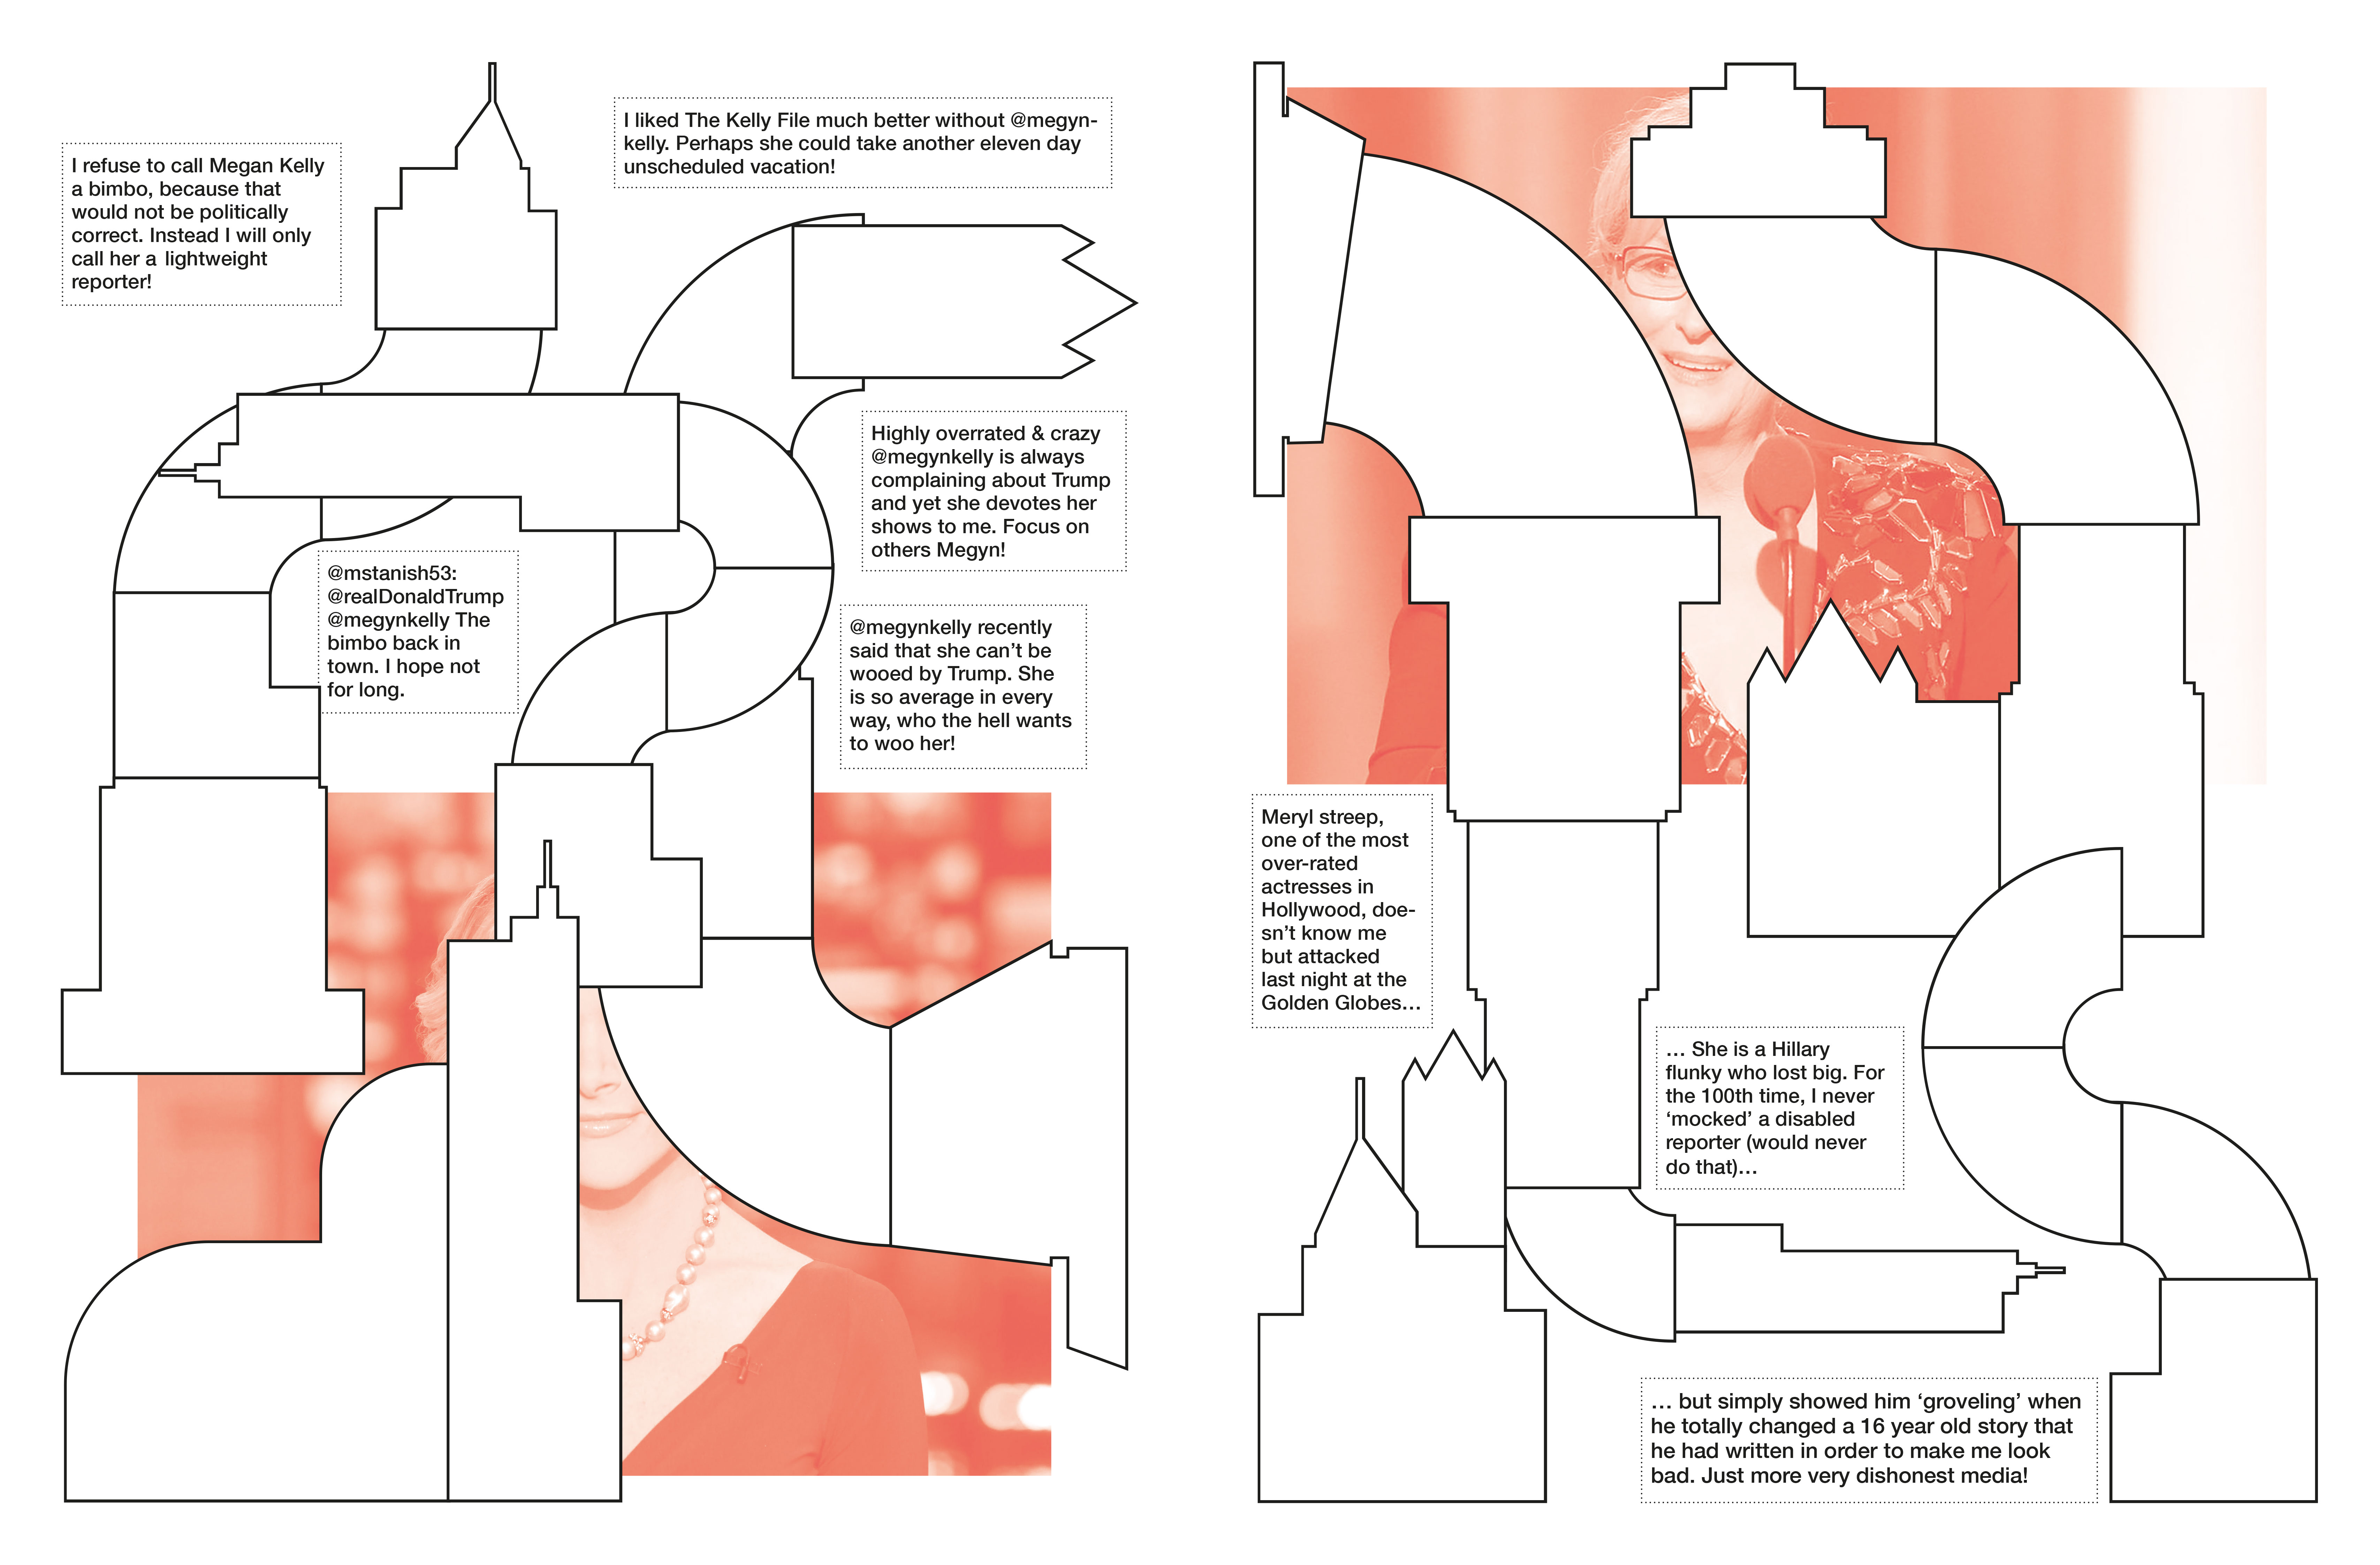 I refuse to call Megan Kelly
a bimbo, because that
would not be politically
correct. Instead I will only
call her a lightweight
reporter!
I liked The Kelly File much better without @megyn-
kelly. Perhaps she could take another eleven day
unscheduled vacation!
Highly overrated & crazy
@megynkelly is always
complaining about Trump
and yet she devotes her
shows to me. Focus on
others Megyn!
@mstanish53:
@realDonaldTrump
@megynkelly The
bimbo back in
town. I hope not
for long.
@megynkelly recently
said that she can’t be
wooed by Trump. She
is so average in every
way, who the hell wants
to woo her!
Meryl streep,
one of the most
over-rated
actresses in
Hollywood, doe-
sn’t know me
but attacked
last night at the
Golden Globes…
… She is a Hillary
flunky who lost big. For
the 100th time, I never
‘mocked’ a disabled
reporter (would never
do that)…
… but simply showed him ‘groveling’ when
he totally changed a 16 year old story that
he had written in order to make me look
bad. Just more very dishonest media!